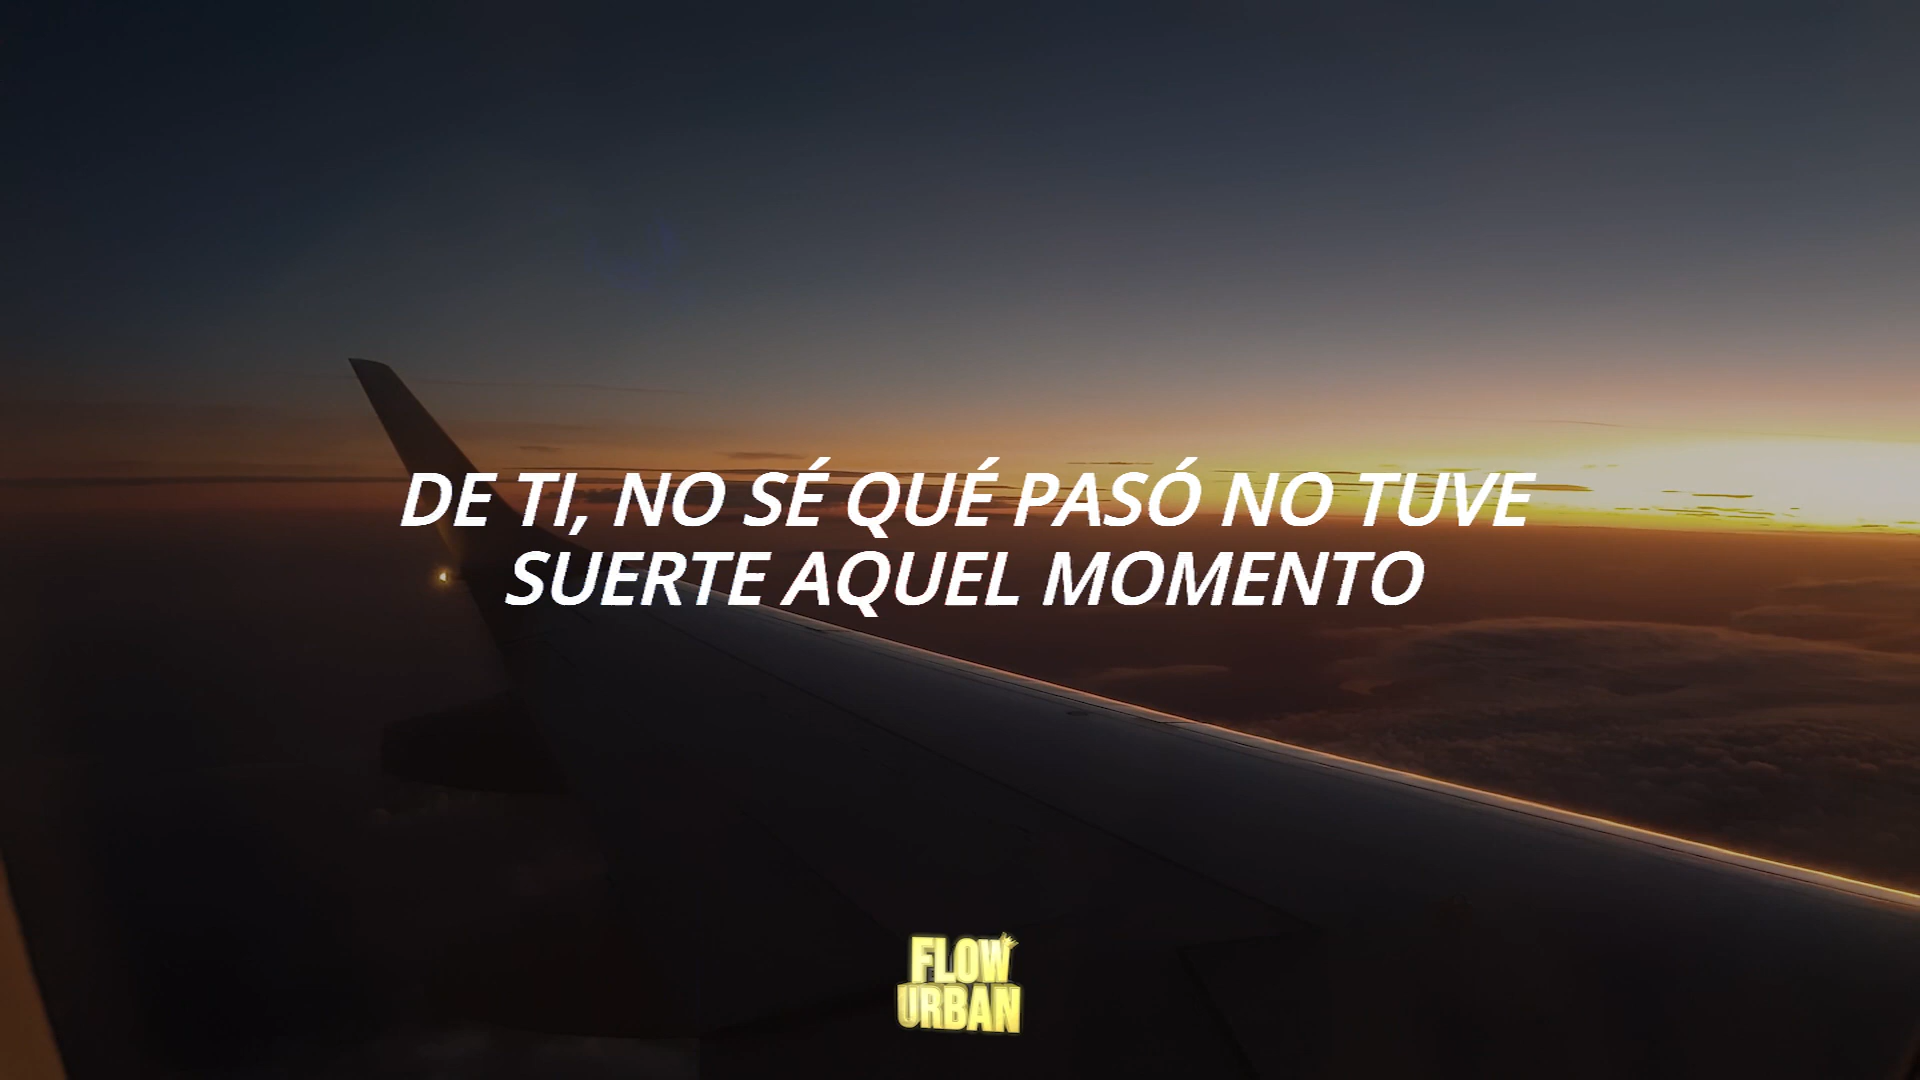 DE TI, NO SÉ QUÉ PASÓ NO TUVE
SUERTE AQUEL MOMENTO
FLOW
URBAN